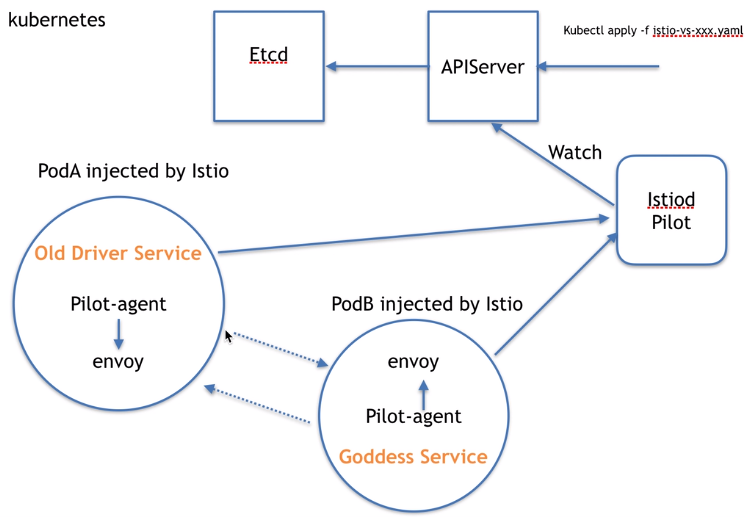 kubernetes
Etcd
APIServer
Kubectl apply -f istio-vs-xxx.yaml
Watch
Istiod
Pilot
PodA injected by Istio
Old Driver Service
Pilot-agent
envoy
PodB injected by Istio
envoy
Pilot-agent
Goddess Service